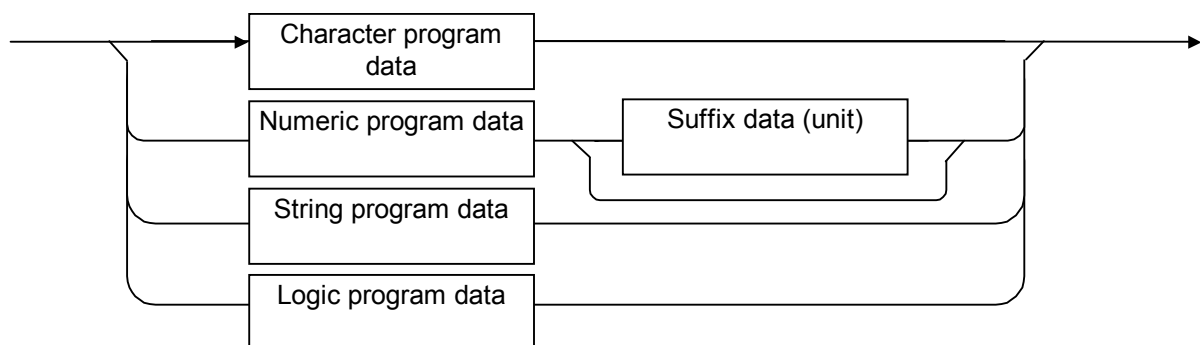 Character program
data
Numeric program data
Suffix data (unit)
String program data
Logic program data